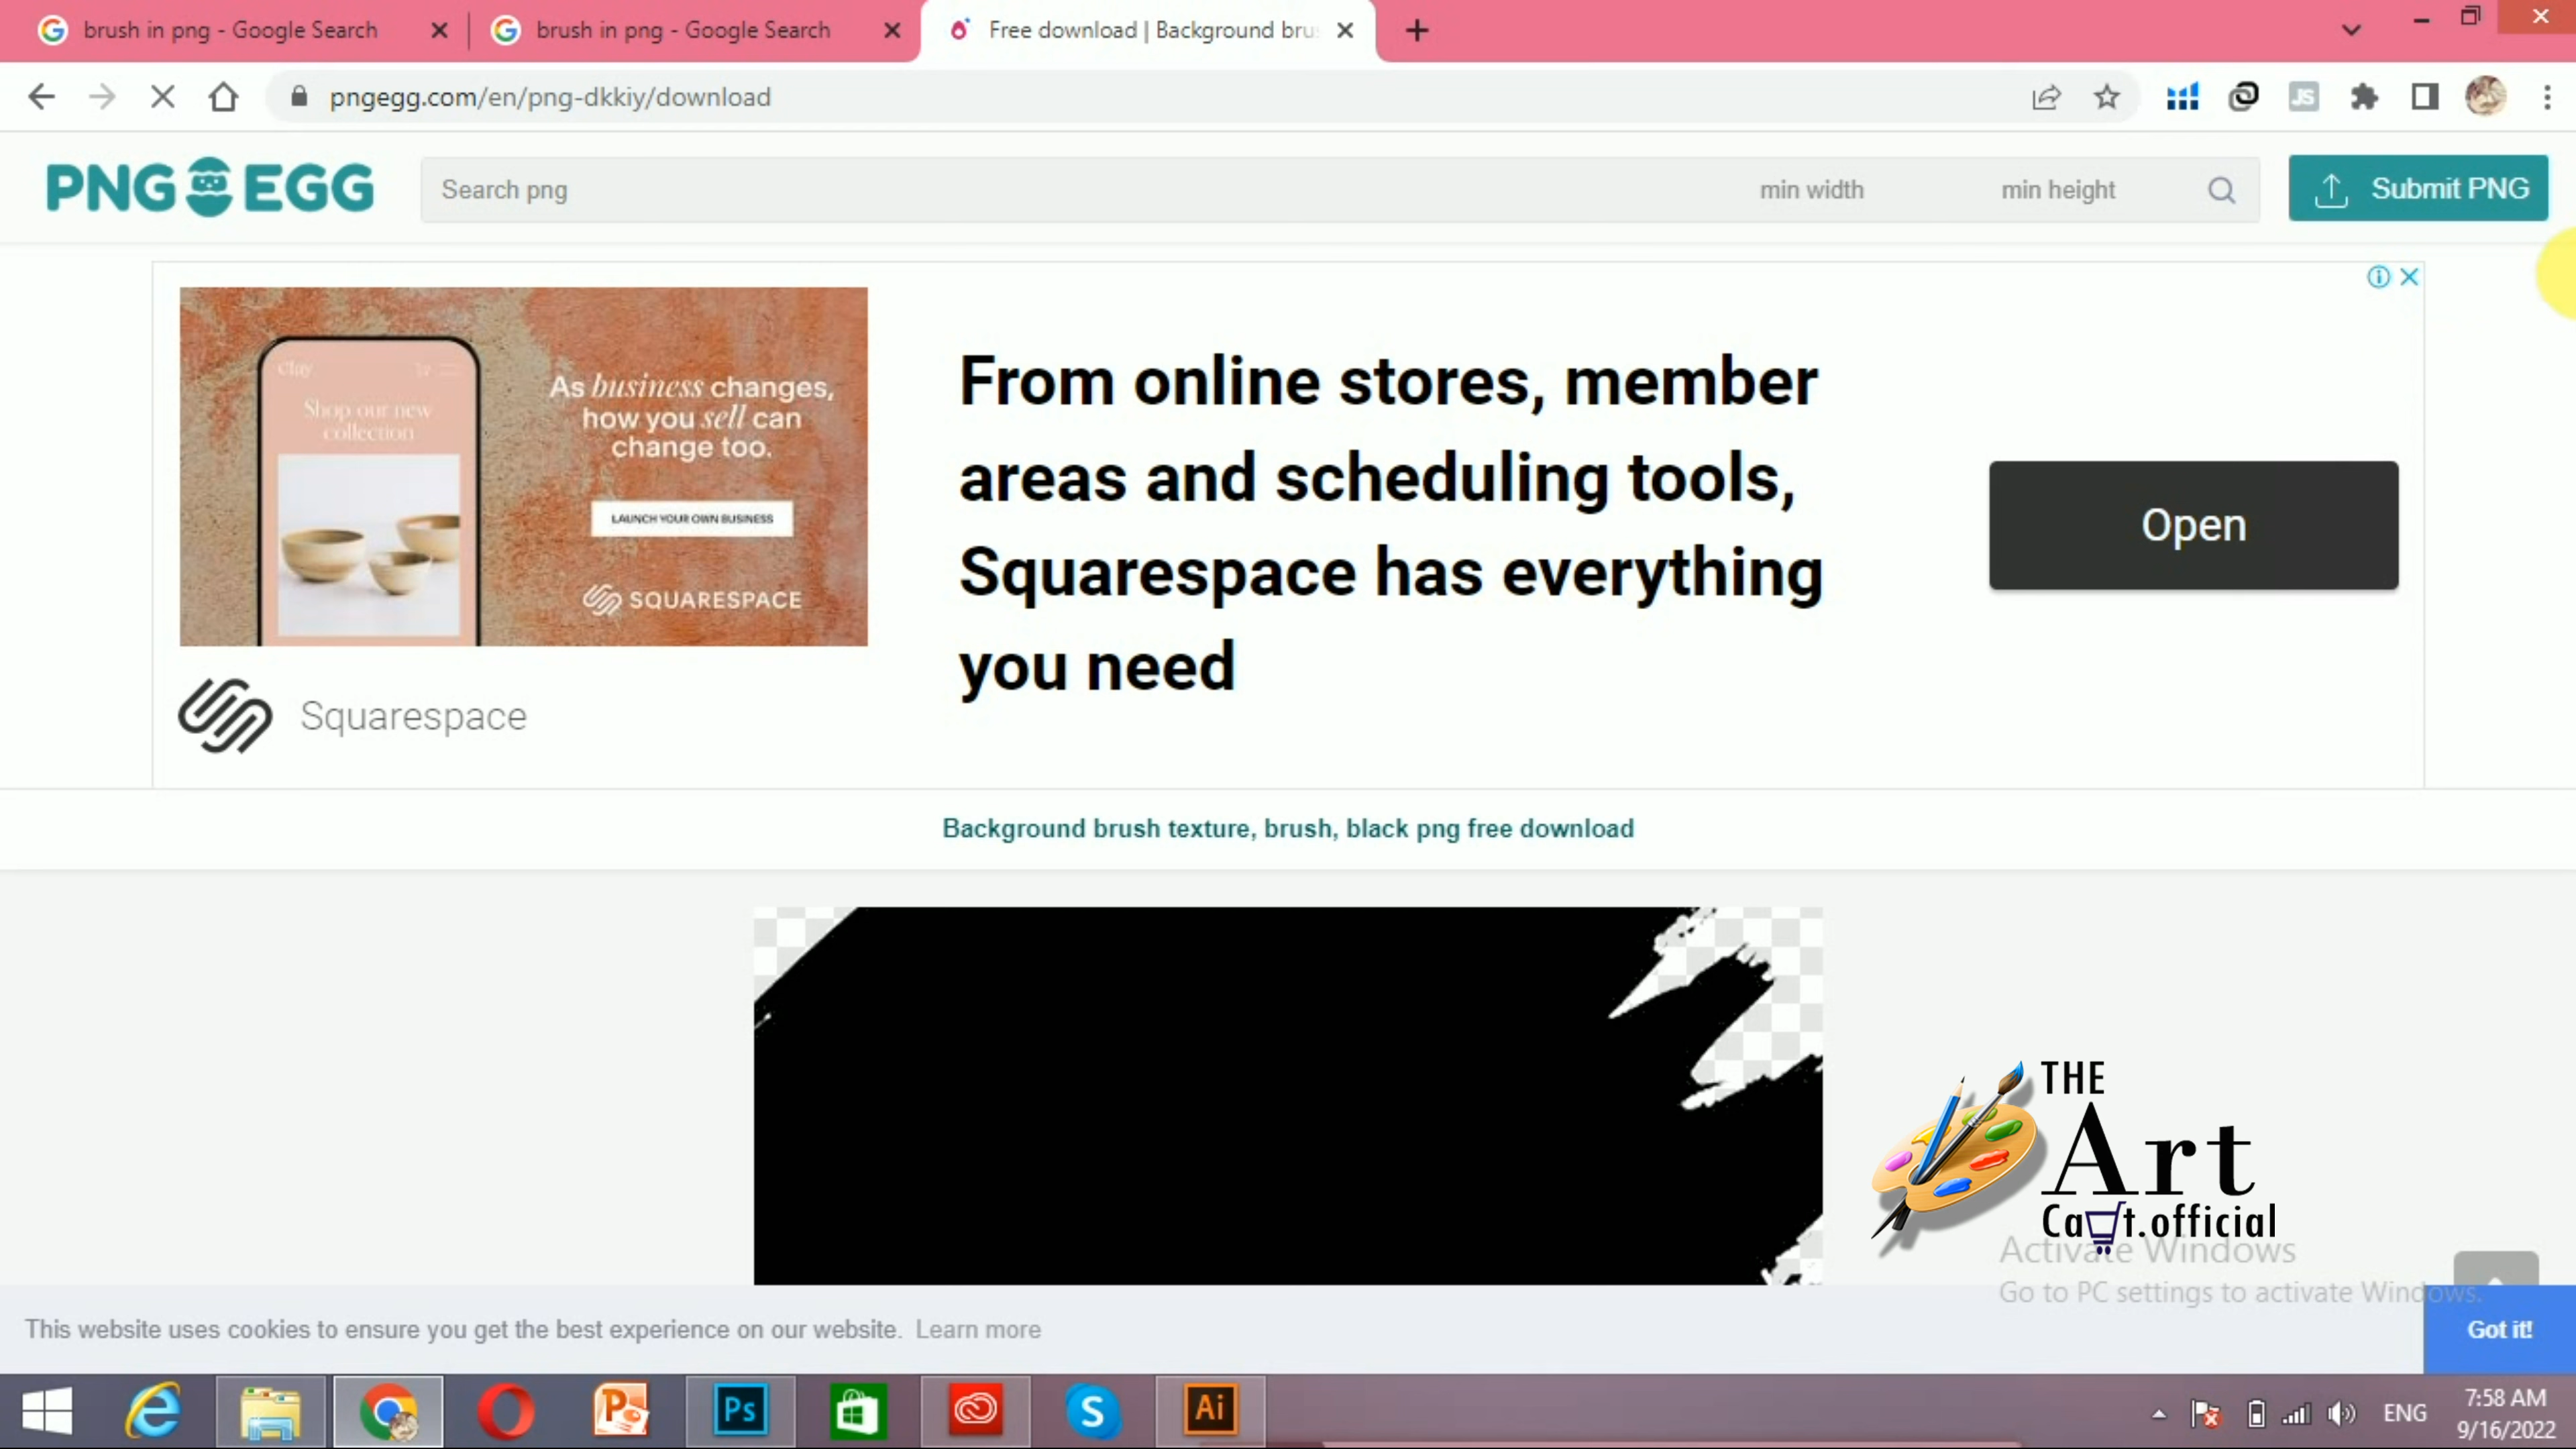 brush in png - Google Search
brush in png - Google Search
Free download | Background bru
pngegg.com/en/png-dkkiy/download
JS
PNG EGG
Search png
min width
min height
Submit PNG
Clay
Shop our new
collection
As business changes,
how you sell can
change too.
LAUNCH YOUR OWN BUSINESS
SQUARESPACE
Squarespace
From online stores, member
areas and scheduling tools,
Squarespace has everything
you need
Open
Background brush texture, brush, black png free download
THE
Art
Cart.official
Activate Windows
Go to PC settings to activate Windows.
This website uses cookies to ensure you get the best experience on our website. Learn more
Got it!
Ps
S
Ai
ENG
7:58 AM
9/16/2022